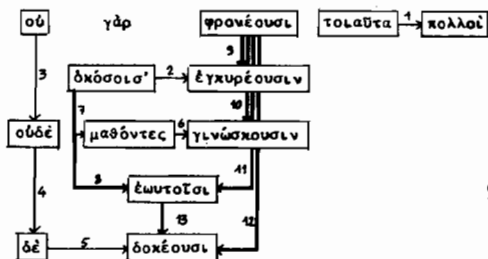 οὐ γὰρ φρονέουσι τοιαῦτα 1 πολλοὶ
9
3 ὁκόσοισ' 2 ἐγκυρέουσιν
7 10
οὐδὲ μαθόντες 6 γινώσκουσιν
11
4 8 ἑωυτοῖσι
13 12
δὲ 5 δοκέουσι